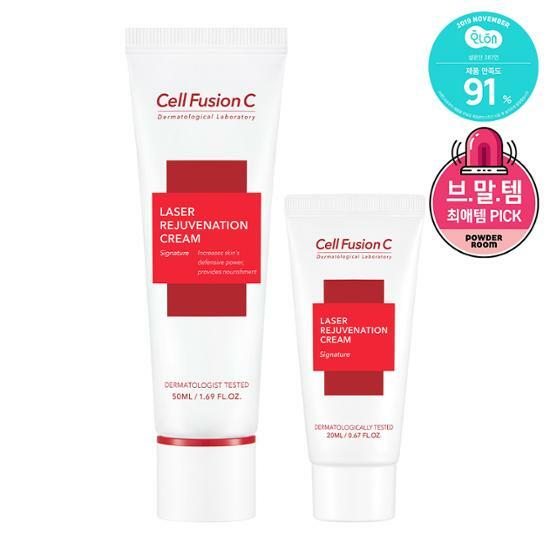 Cell Fusion C
Dermatological Laboratory
LASER
REJUVENATION
CREAM
Signature
Increases skin's
defensive power,
provides nourishment
DERMATOLOGIST TESTED
50ML / 1.69 FL.OZ.
Cell Fusion C
Dermatological Laboratory
LASER
REJUVENATION
CREAM
Signature
DERMATOLOGICALLY TESTED
20ML / 0.67 FL.OZ.
2019 NOVEMBER
제품 만족도
91 %
브.말.템
최애템 PICK
POWDER
ROOM